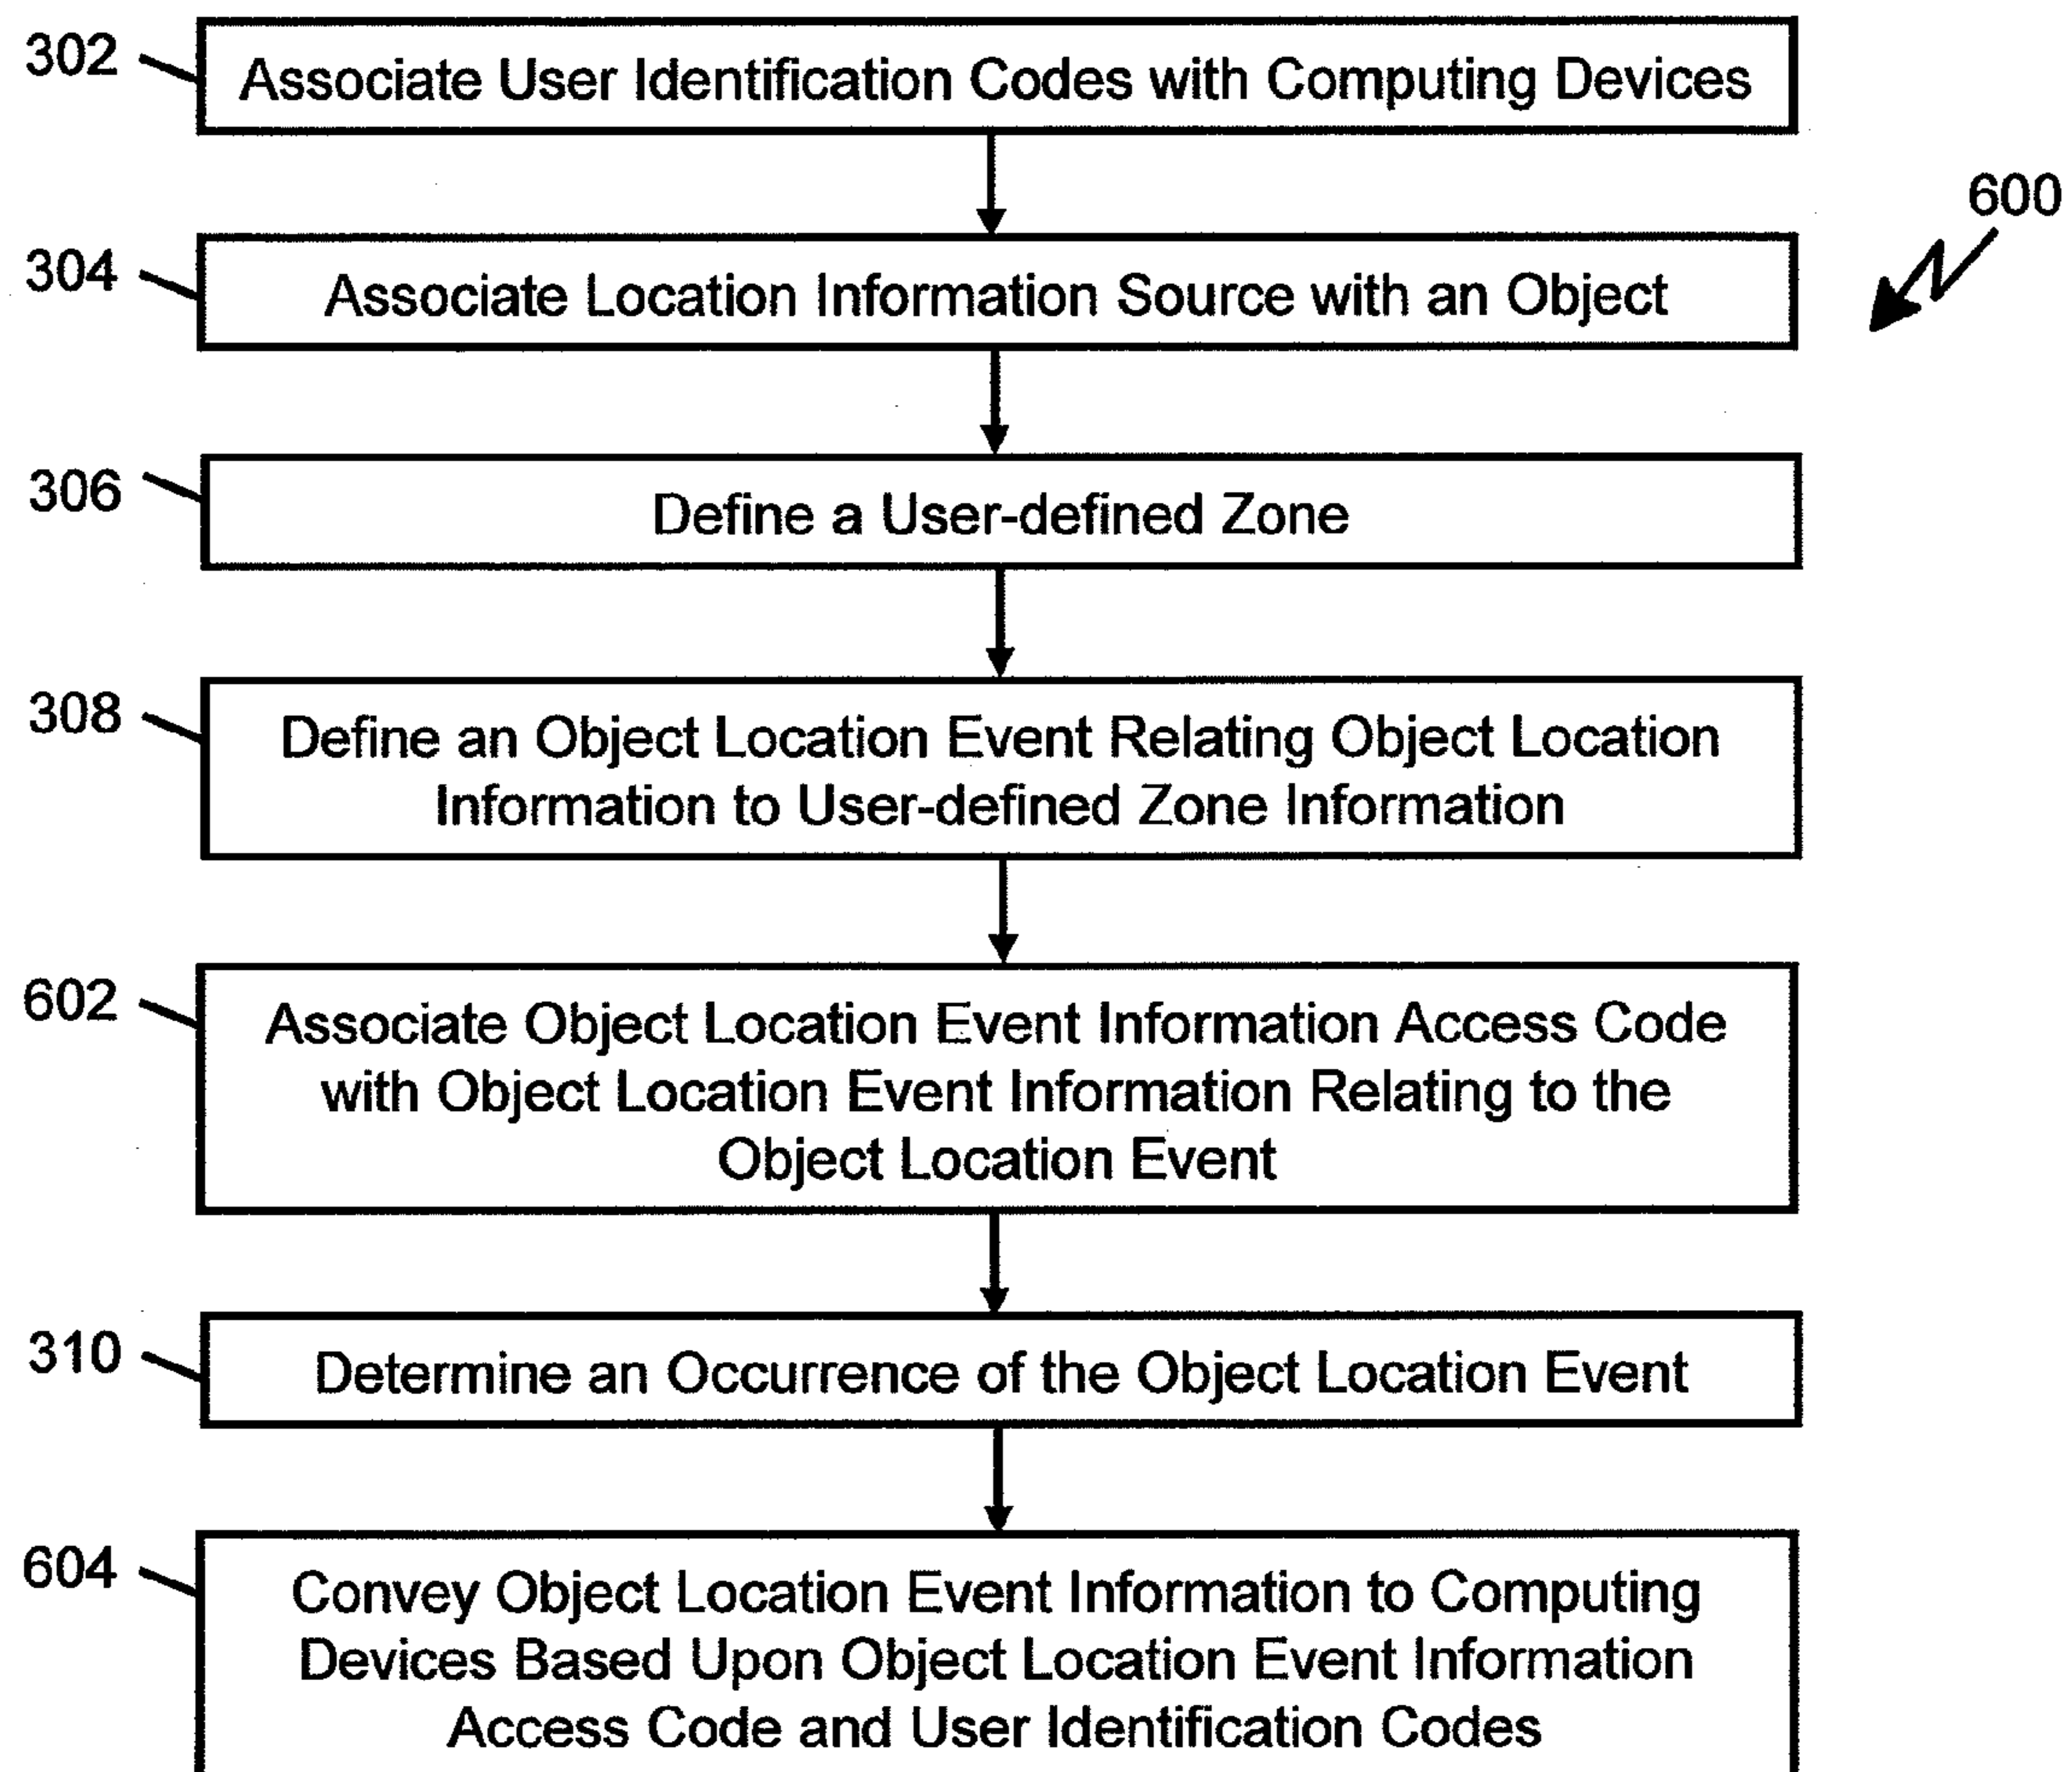 302
Associate User Identification Codes with Computing Devices
600
304
Associate Location Information Source with an Object
306
Define a User-defined Zone
308
Define an Object Location Event Relating Object Location
Information to User-defined Zone Information
602
Associate Object Location Event Information Access Code
with Object Location Event Information Relating to the
Object Location Event
310
Determine an Occurrence of the Object Location Event
604
Convey Object Location Event Information to Computing
Devices Based Upon Object Location Event Information
Access Code and User Identification Codes